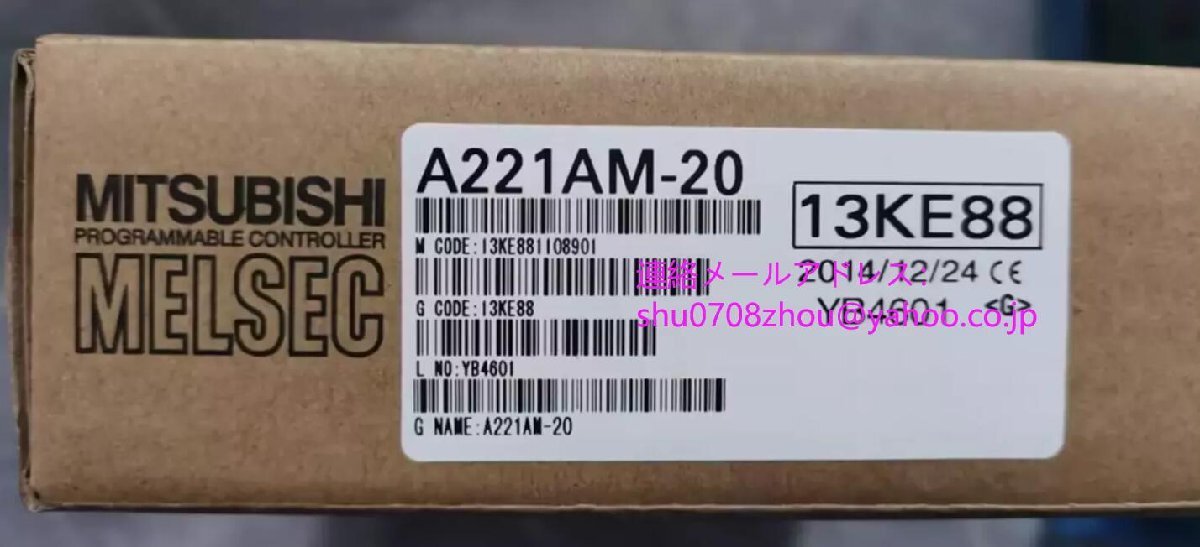 MITSUBISHI
PROGRAMMABLE CONTROLLER
MELSEC
A221AM-20
M CODE:13KE881108901
G CODE:13KE88
L NO:YB4601
G NAME:A221AM-20
13KE88
2014/12/24 CE
YB4601 <G>
連絡メールアドレス:
shu0708zhou@yahoo.co.jp